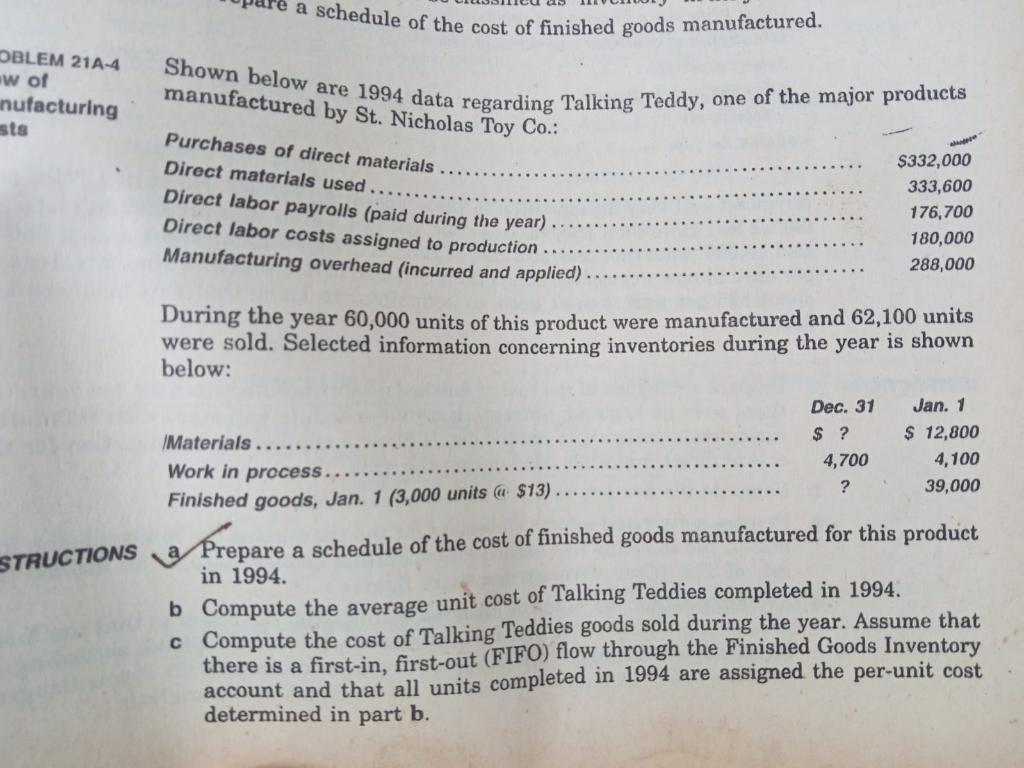 a schedule of the cost of finished goods manufactured.
21A-4
of
Shown below are 1994 data regarding Talking Teddy, one of the major products
manufactured by St. Nicholas Toy Co.:
Purchases of direct materials .......... $332,000
Direct materials used .......... 333,600
Direct labor payrolls (paid during the year) .......... 176,700
Direct labor costs assigned to production .......... 180,000
Manufacturing overhead (incurred and applied) .......... 288,000
During the year 60,000 units of this product were manufactured and 62,100 units
were sold. Selected information concerning inventories during the year is shown
below:
Dec. 31 Jan. 1
Materials .......... $ ? $ 12,800
Work in process .......... 4,700 4,100
Finished goods, Jan. 1 (3,000 units @ $13) .......... ? 39,000
STRUCTIONS a Prepare a schedule of the cost of finished goods manufactured for this product
in 1994.
b Compute the average unit cost of Talking Teddies completed in 1994.
c Compute the cost of Talking Teddies goods sold during the year. Assume that
there is a first-in, first-out (FIFO) flow through the Finished Goods Inventory
account and that all units completed in 1994 are assigned the per-unit cost
determined in part b.